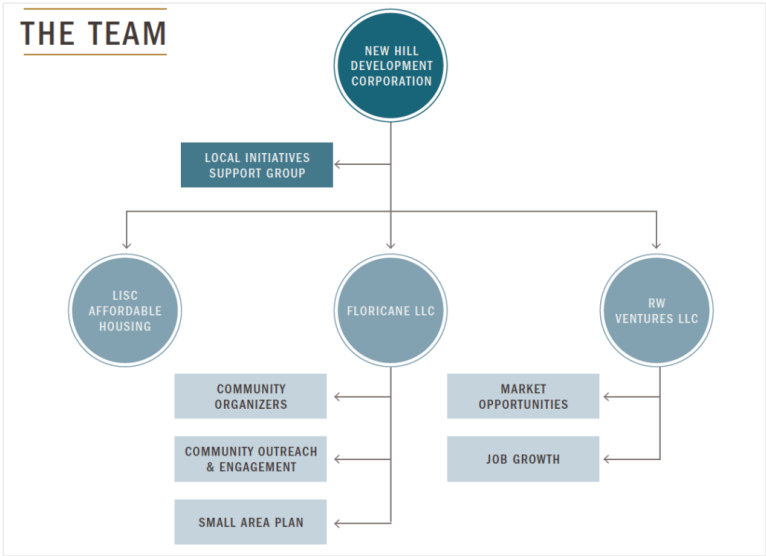 THE TEAM
NEW HILL
DEVELOPMENT
CORPORATION
LOCAL INITIATIVES
SUPPORT GROUP
LISC
AFFORDABLE
HOUSING
FLORICANE LLC
RW
VENTURES LLC
COMMUNITY
ORGANIZERS
MARKET
OPPORTUNITIES
COMMUNITY OUTREACH
& ENGAGEMENT
JOB GROWTH
SMALL AREA PLAN